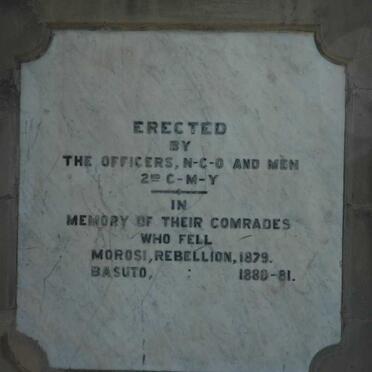 ERECTED
BY
THE OFFICERS, N-C-O AND MEN
2ND C-M-Y
IN
MEMORY OF THEIR COMRADES
WHO FELL
MOROSI, REBELLION, 1879.
BASUTO, : 1880-81.